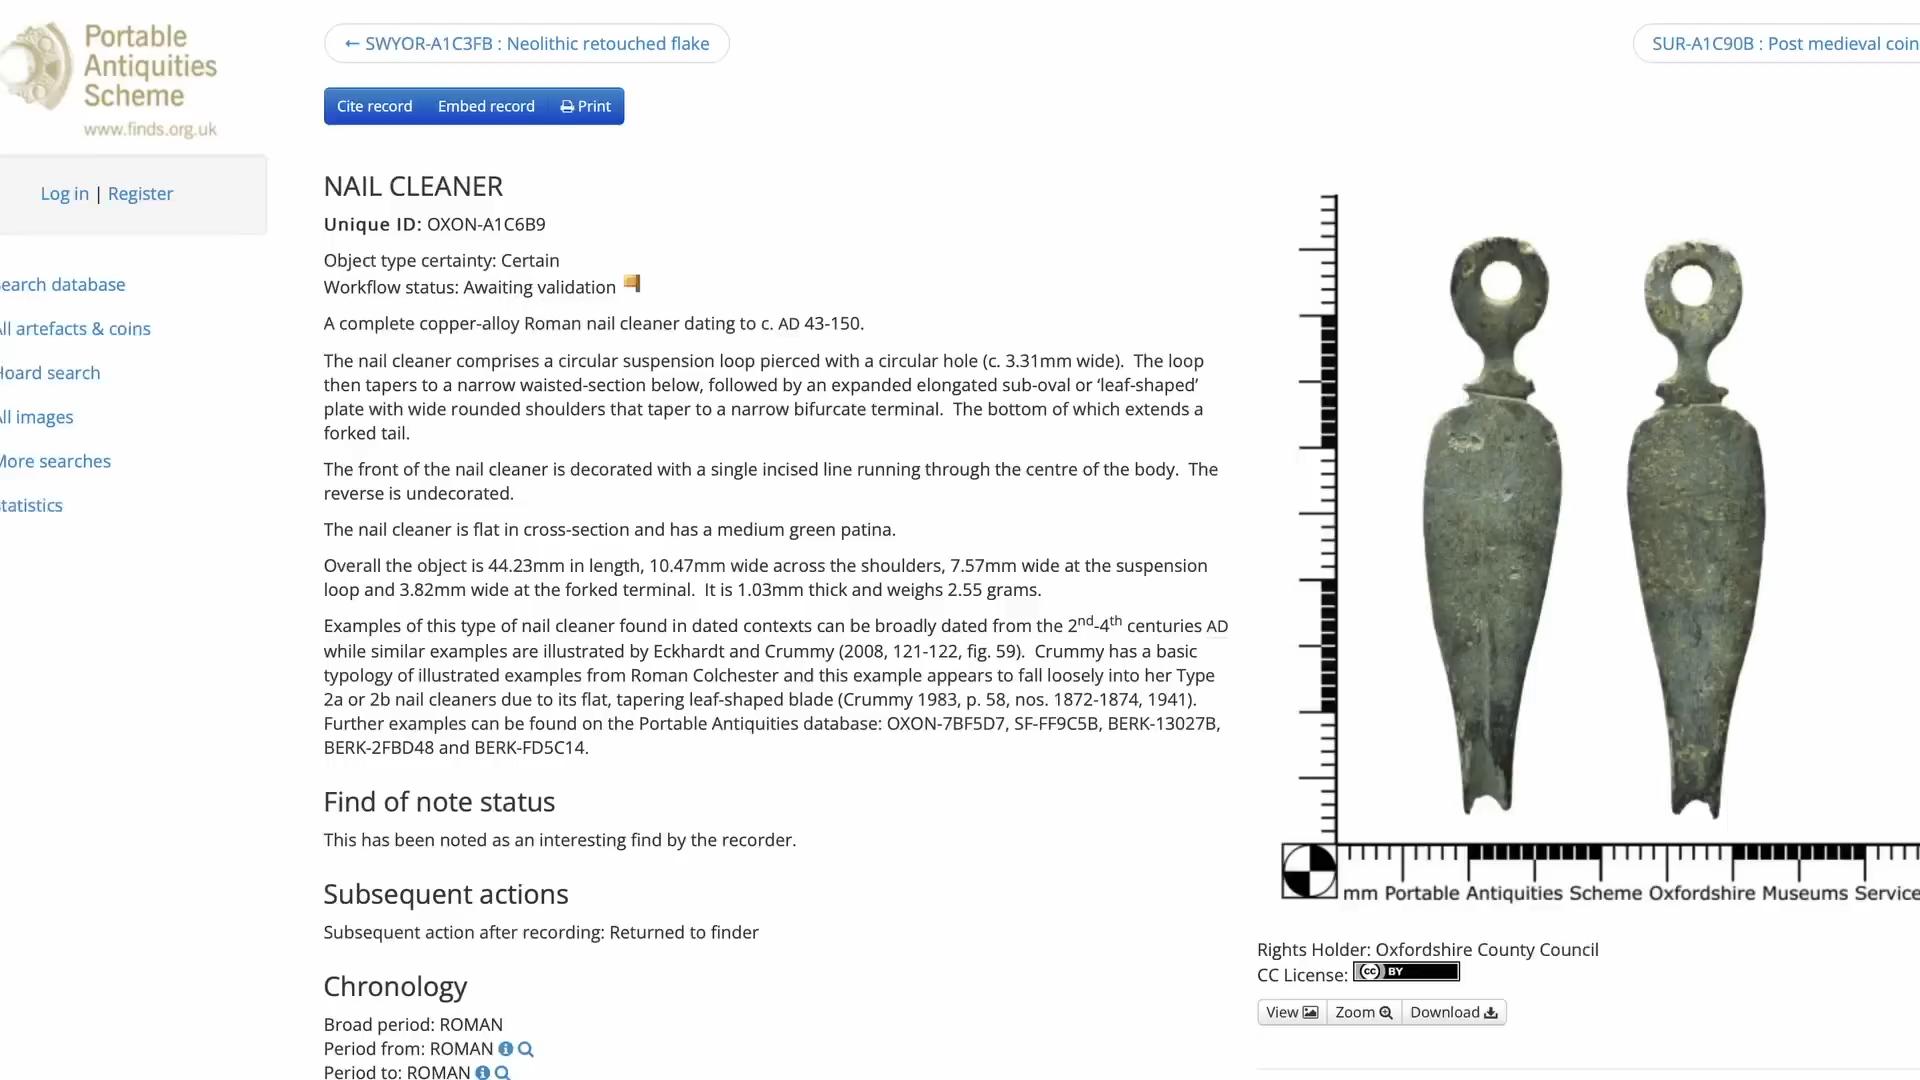 Portable
Antiquities
Scheme
www.finds.org.uk
← SWYOR-A1C3FB : Neolithic retouched flake
SUR-A1C90B : Post medieval coin
Cite record Embed record Print
Log in | Register
earch database
ll artefacts & coins
oard search
ll images
More searches
tatistics
NAIL CLEANER
Unique ID: OXON-A1C6B9
Object type certainty: Certain
Workflow status: Awaiting validation
A complete copper-alloy Roman nail cleaner dating to c. AD 43-150.
The nail cleaner comprises a circular suspension loop pierced with a circular hole (c. 3.31mm wide). The loop
then tapers to a narrow waisted-section below, followed by an expanded elongated sub-oval or ‘leaf-shaped’
plate with wide rounded shoulders that taper to a narrow bifurcate terminal. The bottom of which extends a
forked tail.
The front of the nail cleaner is decorated with a single incised line running through the centre of the body. The
reverse is undecorated.
The nail cleaner is flat in cross-section and has a medium green patina.
Overall the object is 44.23mm in length, 10.47mm wide across the shoulders, 7.57mm wide at the suspension
loop and 3.82mm wide at the forked terminal. It is 1.03mm thick and weighs 2.55 grams.
Examples of this type of nail cleaner found in dated contexts can be broadly dated from the 2nd-4th centuries AD
while similar examples are illustrated by Eckhardt and Crummy (2008, 121-122, fig. 59). Crummy has a basic
typology of illustrated examples from Roman Colchester and this example appears to fall loosely into her Type
2a or 2b nail cleaners due to its flat, tapering leaf-shaped blade (Crummy 1983, p. 58, nos. 1872-1874, 1941).
Further examples can be found on the Portable Antiquities database: OXON-7BF5D7, SF-FF9C5B, BERK-13027B,
BERK-2FBD48 and BERK-FD5C14.
Find of note status
This has been noted as an interesting find by the recorder.
Subsequent actions
Subsequent action after recording: Returned to finder
Chronology
Broad period: ROMAN
Period from: ROMAN
Period to: ROMAN
mm Portable Antiquities Scheme Oxfordshire Museums Service
Rights Holder: Oxfordshire County Council
CC License: cc BY
View Zoom Download